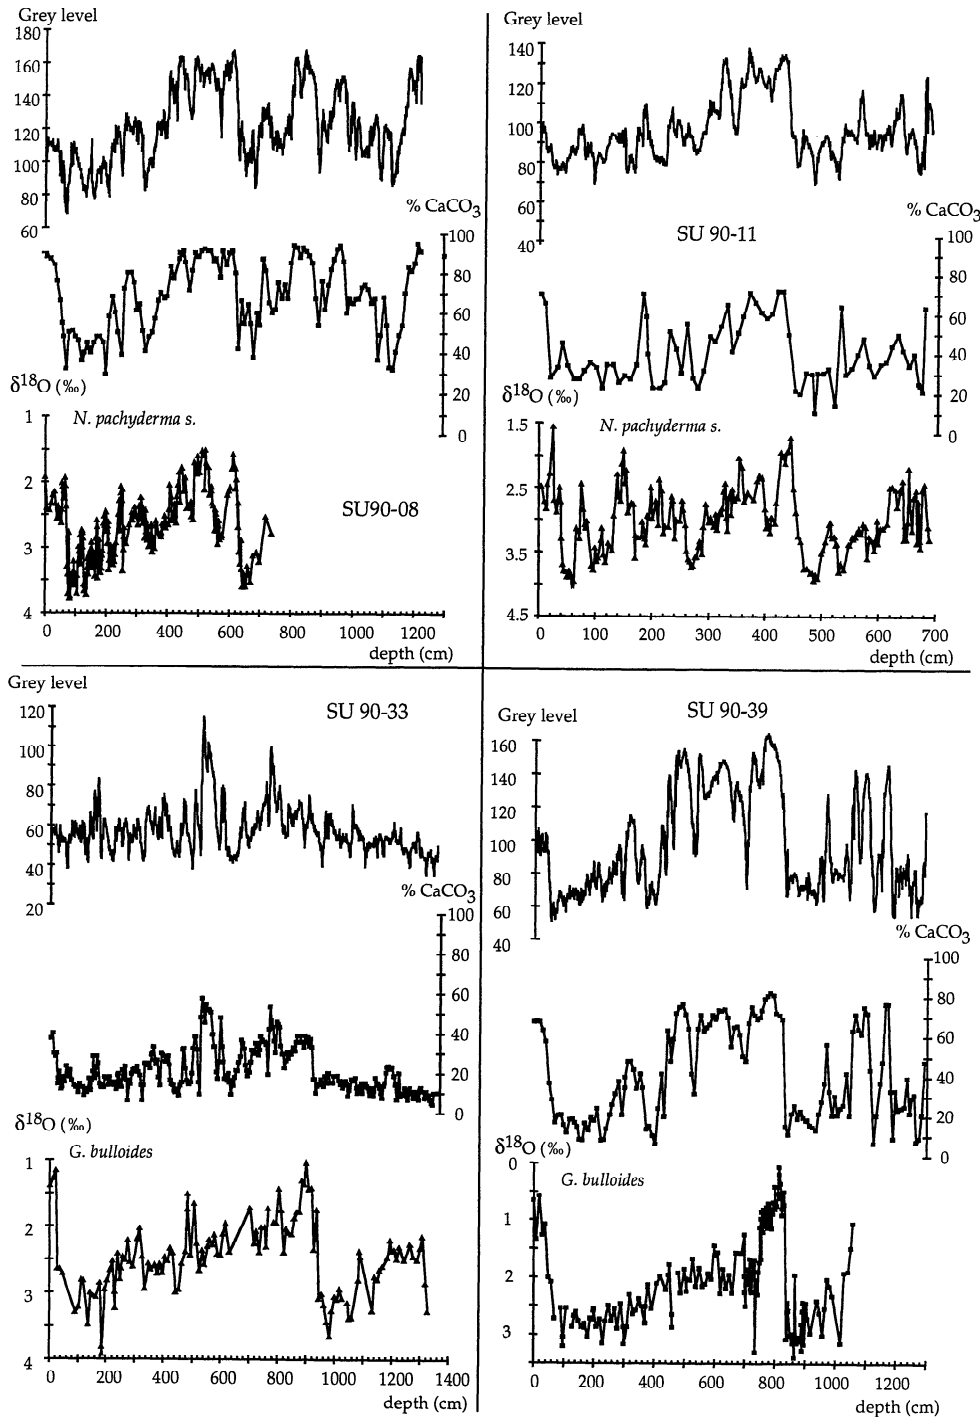 Grey level
180
160
140
120
100
80
60
% CaCO3
100
80
60
40
20
0
δ18O (‰)
N. pachyderma s.
1
2
3
4
SU90-08
0 200 400 600 800 1000 1200
depth (cm)
Grey level
140
120
100
80
60
40
% CaCO3
SU 90-11
100
80
60
40
20
0
δ18O (‰)
N. pachyderma s.
1.5
2.5
3.5
4.5
0 100 200 300 400 500 600 700
depth (cm)
Grey level
SU 90-33
120
100
80
60
40
20
% CaCO3
100
80
60
40
20
0
δ18O (‰)
G. bulloides
1
2
3
4
0 200 400 600 800 1000 1200 1400
depth (cm)
SU 90-39
Grey level
160
140
120
100
80
60
40
% CaCO3
100
80
60
40
20
0
δ18O (‰)
G. bulloides
0
1
2
3
0 200 400 600 800 1000 1200
depth (cm)